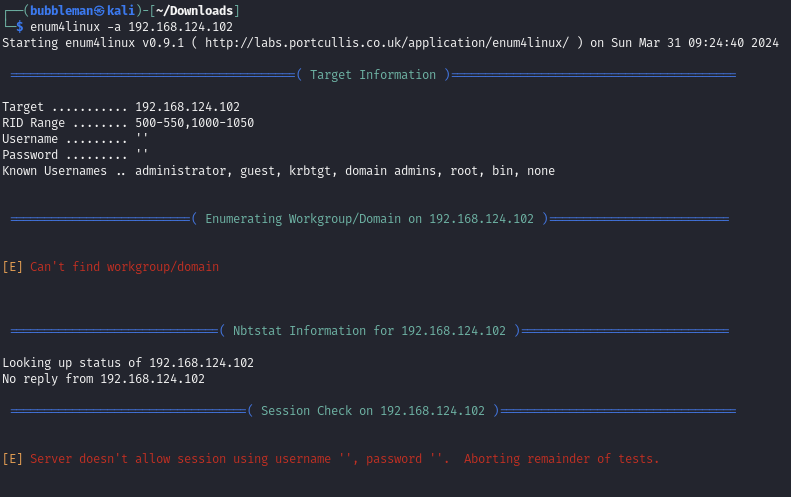 ┌──(bubbleman㉿kali)-[~/Downloads]
└─$ enum4linux -a 192.168.124.102
Starting enum4linux v0.9.1 ( http://labs.portcullis.co.uk/application/enum4linux/ ) on Sun Mar 31 09:24:40 2024
=========================================( Target Information )=========================================
Target ........... 192.168.124.102
RID Range ........ 500-550,1000-1050
Username ......... ''
Password ......... ''
Known Usernames .. administrator, guest, krbtgt, domain admins, root, bin, none
==========================( Enumerating Workgroup/Domain on 192.168.124.102 )==========================
[E] Can't find workgroup/domain
==============================( Nbtstat Information for 192.168.124.102 )==============================
Looking up status of 192.168.124.102
No reply from 192.168.124.102
==================================( Session Check on 192.168.124.102 )==================================
[E] Server doesn't allow session using username '', password ''.  Aborting remainder of tests.